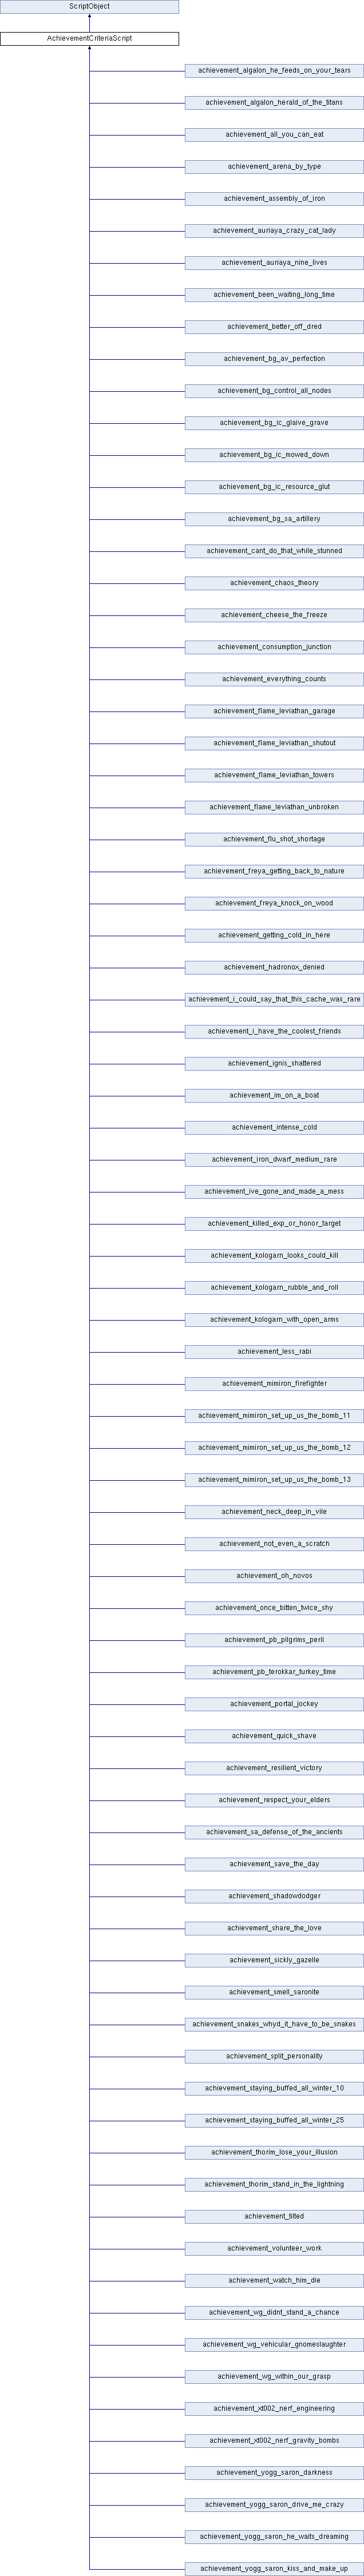 ScriptObject
AchievementCriteriaScript
achievement_algalon_he_feeds_on_your_tears
achievement_algalon_herald_of_the_titans
achievement_all_you_can_eat
achievement_arena_by_type
achievement_assembly_of_iron
achievement_auriaya_crazy_cat_lady
achievement_auriaya_nine_lives
achievement_been_waiting_long_time
achievement_better_off_dred
achievement_bg_av_perfection
achievement_bg_control_all_nodes
achievement_bg_ic_glaive_grave
achievement_bg_ic_mowed_down
achievement_bg_ic_resource_glut
achievement_bg_sa_artillery
achievement_cant_do_that_while_stunned
achievement_chaos_theory
achievement_cheese_the_freeze
achievement_consumption_junction
achievement_everything_counts
achievement_flame_leviathan_garage
achievement_flame_leviathan_shutout
achievement_flame_leviathan_towers
achievement_flame_leviathan_unbroken
achievement_flu_shot_shortage
achievement_freya_getting_back_to_nature
achievement_freya_knock_on_wood
achievement_getting_cold_in_here
achievement_hadronox_denied
achievement_i_could_say_that_this_cache_was_rare
achievement_i_have_the_coolest_friends
achievement_ignis_shattered
achievement_im_on_a_boat
achievement_intense_cold
achievement_iron_dwarf_medium_rare
achievement_ive_gone_and_made_a_mess
achievement_killed_exp_or_honor_target
achievement_kologarn_looks_could_kill
achievement_kologarn_rubble_and_roll
achievement_kologarn_with_open_arms
achievement_less_rabi
achievement_mimiron_firefighter
achievement_mimiron_set_up_us_the_bomb_11
achievement_mimiron_set_up_us_the_bomb_12
achievement_mimiron_set_up_us_the_bomb_13
achievement_neck_deep_in_vile
achievement_not_even_a_scratch
achievement_oh_novos
achievement_once_bitten_twice_shy
achievement_pb_pilgrims_peril
achievement_pb_terokkar_turkey_time
achievement_portal_jockey
achievement_quick_shave
achievement_resilient_victory
achievement_respect_your_elders
achievement_sa_defense_of_the_ancients
achievement_save_the_day
achievement_shadowdodger
achievement_share_the_love
achievement_sickly_gazelle
achievement_smell_saronite
achievement_snakes_whyd_it_have_to_be_snakes
achievement_split_personality
achievement_staying_buffed_all_winter_10
achievement_staying_buffed_all_winter_25
achievement_thorim_lose_your_illusion
achievement_thorim_stand_in_the_lightning
achievement_tilted
achievement_volunteer_work
achievement_watch_him_die
achievement_wg_didnt_stand_a_chance
achievement_wg_vehicular_gnomeslaughter
achievement_wg_within_our_grasp
achievement_xt002_nerf_engineering
achievement_xt002_nerf_gravity_bombs
achievement_yogg_saron_darkness
achievement_yogg_saron_drive_me_crazy
achievement_yogg_saron_he_waits_dreaming
achievement_yogg_saron_kiss_and_make_up